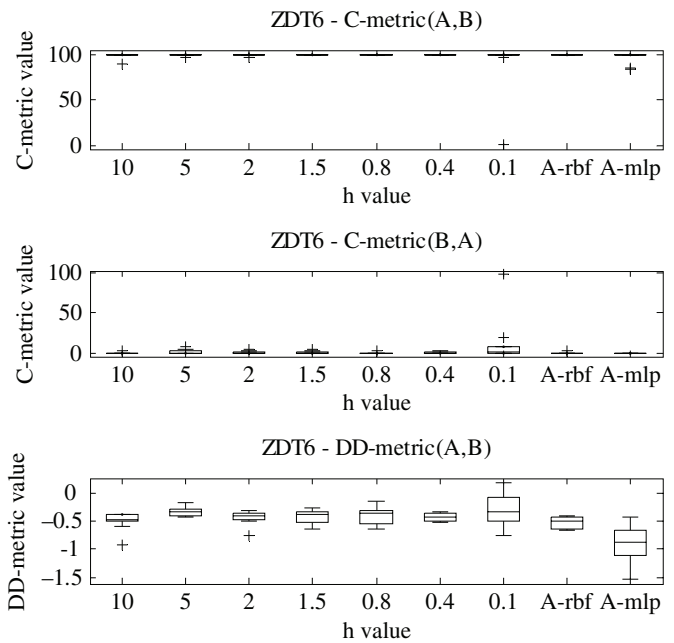 ZDT6 - C-metric(A,B)
C-metric value
100
50
0
10 5 2 1.5 0.8 0.4 0.1 A-rbf A-mlp
h value
ZDT6 - C-metric(B,A)
C-metric value
100
50
0
10 5 2 1.5 0.8 0.4 0.1 A-rbf A-mlp
h value
ZDT6 - DD-metric(A,B)
DD-metric value
0
−0.5
−1
−1.5
10 5 2 1.5 0.8 0.4 0.1 A-rbf A-mlp
h value